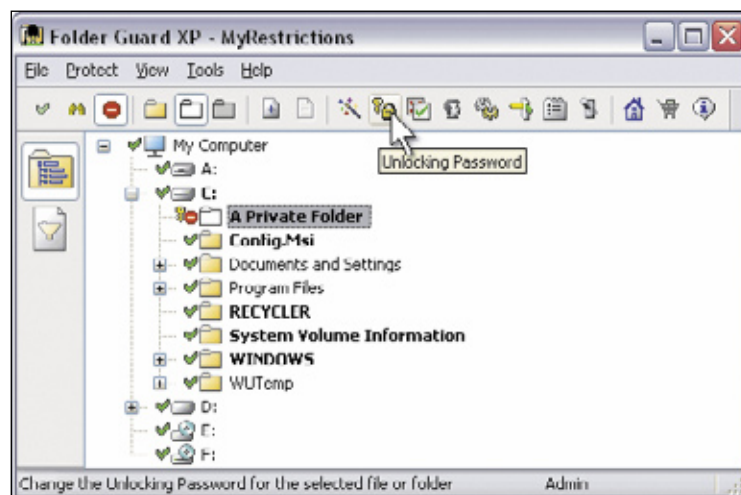 Folder Guard XP - MyRestrictions
File Protect View Tools Help
Unlocking Password
My Computer
A:
C:
A Private Folder
Config.Msi
Documents and Settings
Program Files
RECYCLER
System Volume Information
WINDOWS
WUTemp
D:
E:
F:
Change the Unlocking Password for the selected file or folder Admin